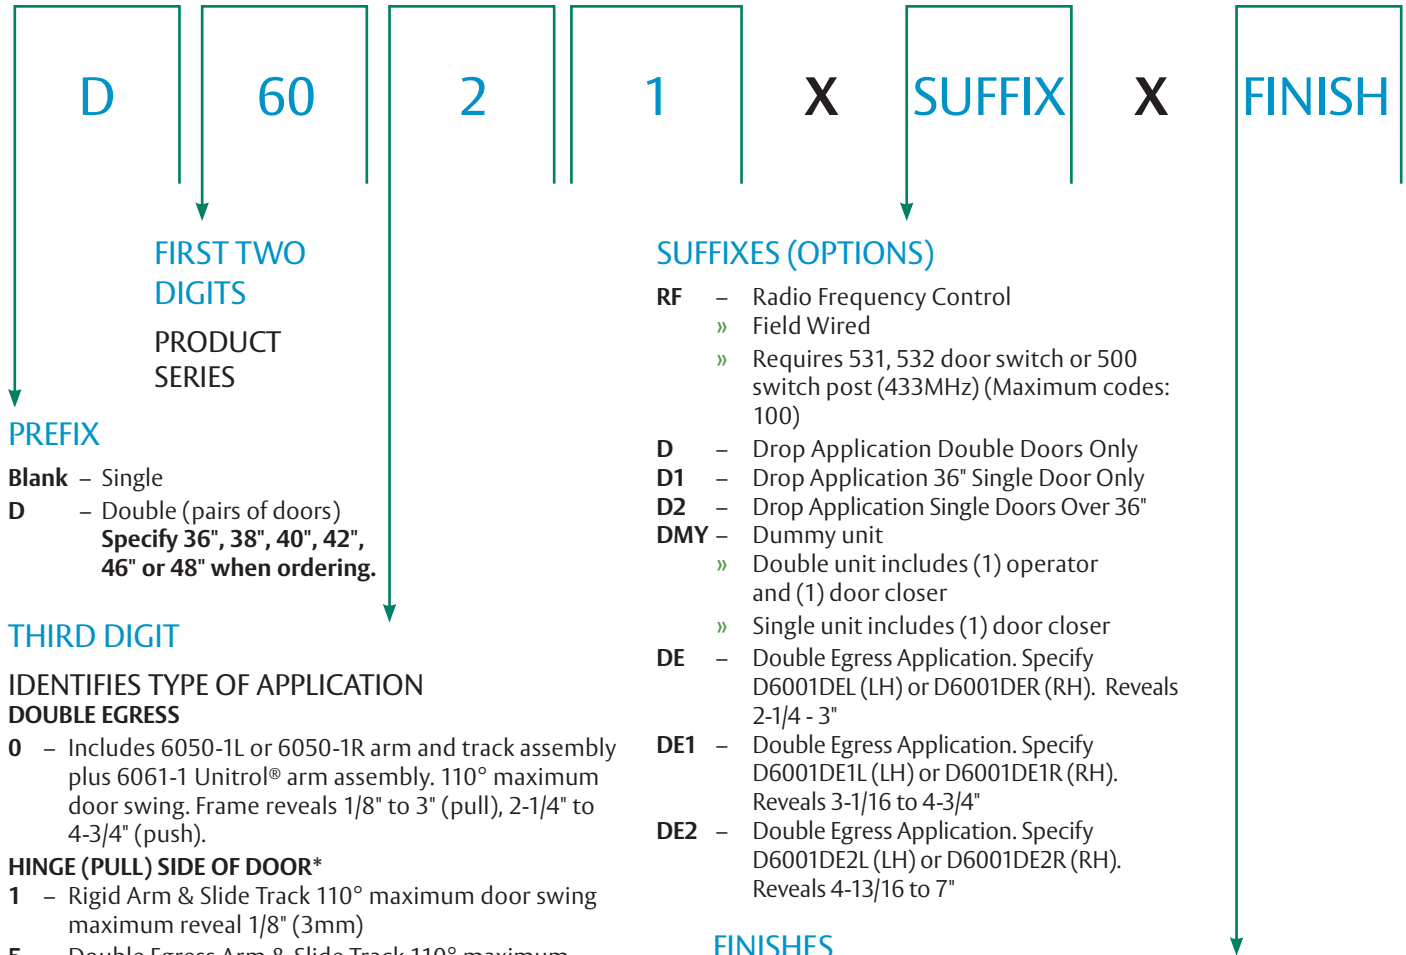 D 60 2 1 X SUFFIX X FINISH
FIRST TWO
DIGITS
PRODUCT
SERIES
PREFIX
Blank – Single
D – Double (pairs of doors)
Specify 36", 38", 40", 42",
46" or 48" when ordering.
THIRD DIGIT
IDENTIFIES TYPE OF APPLICATION
DOUBLE EGRESS
0 – Includes 6050-1L or 6050-1R arm and track assembly
plus 6061-1 Unitrol® arm assembly. 110° maximum
door swing. Frame reveals 1/8" to 3" (pull), 2-1/4" to
4-3/4" (push).
HINGE (PULL) SIDE OF DOOR*
1 – Rigid Arm & Slide Track 110° maximum door swing
maximum reveal 1/8" (3mm)
5 – Double Egress Arm & Slide Track 110° maximum
SUFFIXES (OPTIONS)
RF – Radio Frequency Control
» Field Wired
» Requires 531, 532 door switch or 500
switch post (433MHz) (Maximum codes:
100)
D – Drop Application Double Doors Only
D1 – Drop Application 36" Single Door Only
D2 – Drop Application Single Doors Over 36"
DMY – Dummy unit
» Double unit includes (1) operator
and (1) door closer
» Single unit includes (1) door closer
DE – Double Egress Application. Specify
D6001DEL (LH) or D6001DER (RH). Reveals
2-1/4 - 3"
DE1 – Double Egress Application. Specify
D6001DE1L (LH) or D6001DE1R (RH).
Reveals 3-1/16 to 4-3/4"
DE2 – Double Egress Application. Specify
D6001DE2L (LH) or D6001DE2R (RH).
Reveals 4-13/16 to 7"
FINISHES